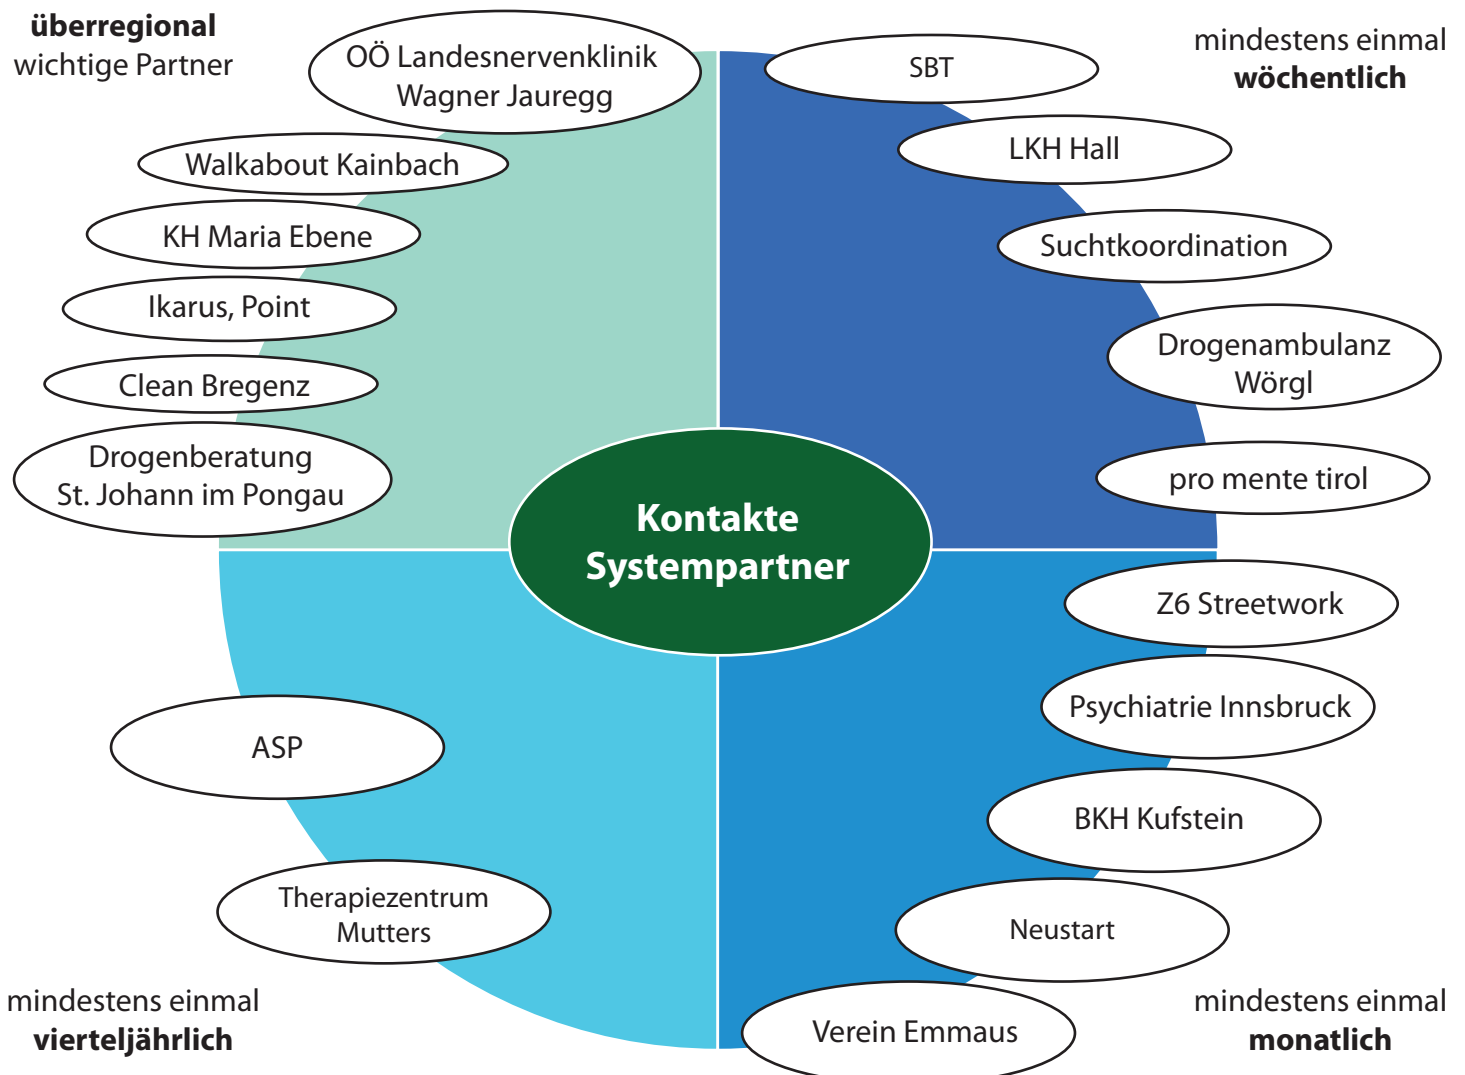 überregional
wichtige Partner
OÖ Landesnervenklinik
Wagner Jauregg
Walkabout Kainbach
KH Maria Ebene
Ikarus, Point
Clean Bregenz
Drogenberatung
St. Johann im Pongau
mindestens einmal
wöchentlich
SBT
LKH Hall
Suchtkoordination
Drogenambulanz
Wörgl
pro mente tirol
Kontakte
Systempartner
Z6 Streetwork
Psychiatrie Innsbruck
BKH Kufstein
Neustart
Verein Emmaus
mindestens einmal
monatlich
ASP
Therapiezentrum
Mutters
mindestens einmal
vierteljährlich